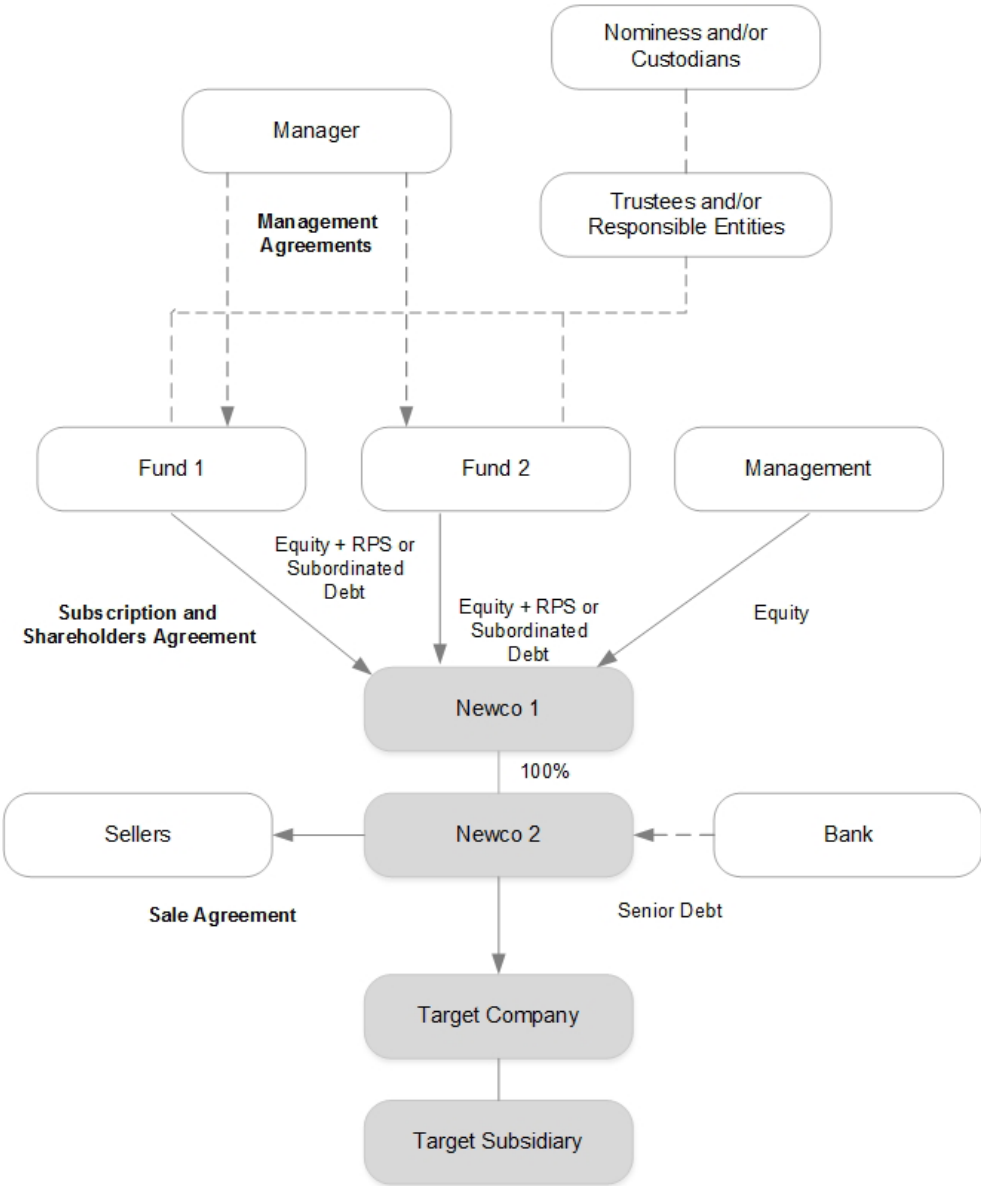 Nominess and/or
Custodians
Manager
Trustees and/or
Responsible Entities
Management
Agreements
Fund 1
Fund 2
Management
Equity + RPS or
Subordinated
Debt
Equity + RPS or
Subordinated
Debt
Equity
Subscription and
Shareholders Agreement
Newco 1
100%
Sellers
Newco 2
Bank
Sale Agreement
Senior Debt
Target Company
Target Subsidiary